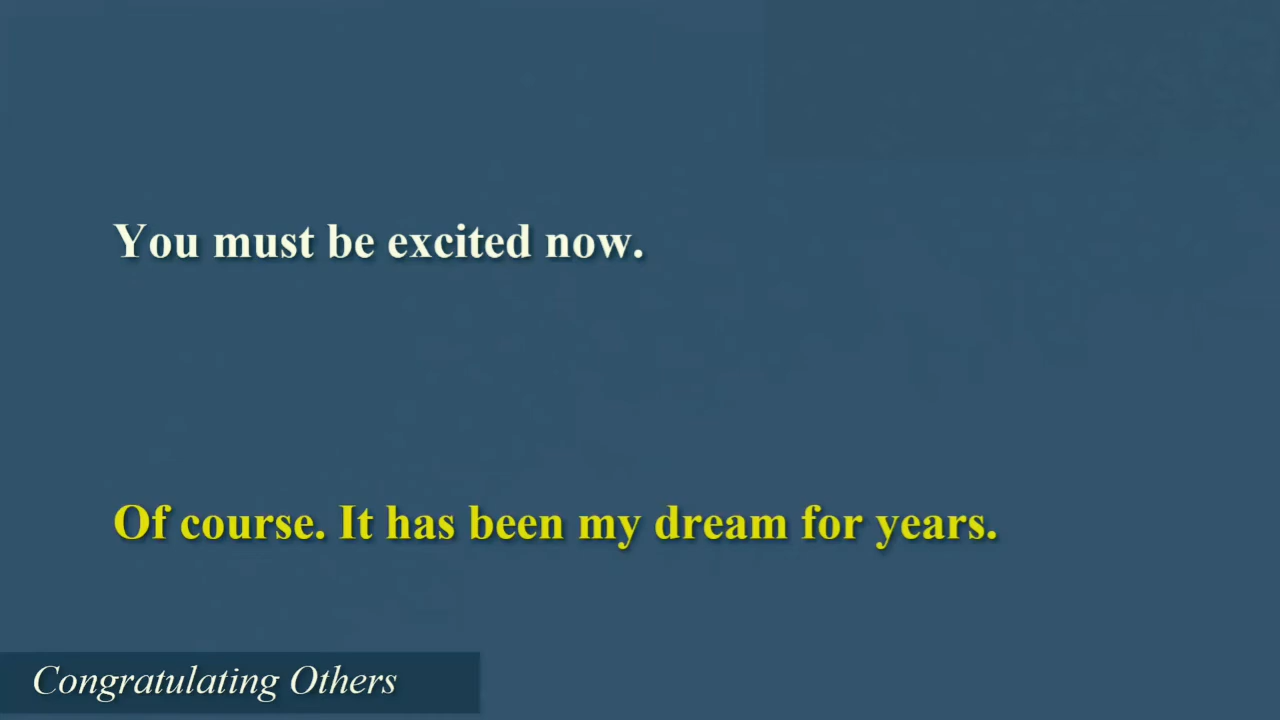 You must be excited now.
Of course. It has been my dream for years.
Congratulating Others